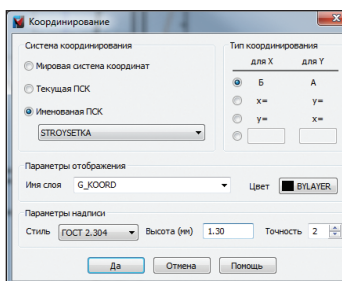 Координирование
Система координирования
Мировая система координат
Текущая ПСК
Именованая ПСК
STROYSETKA
Тип координирования
для X для Y
Б А
x= y=
y= x=
Параметры отображения
Имя слоя G_KOORD Цвет BYLAYER
Параметры надписи
Стиль ГОСТ 2.304 Высота (мм) 1.30 Точность 2
Да Отмена Помощь